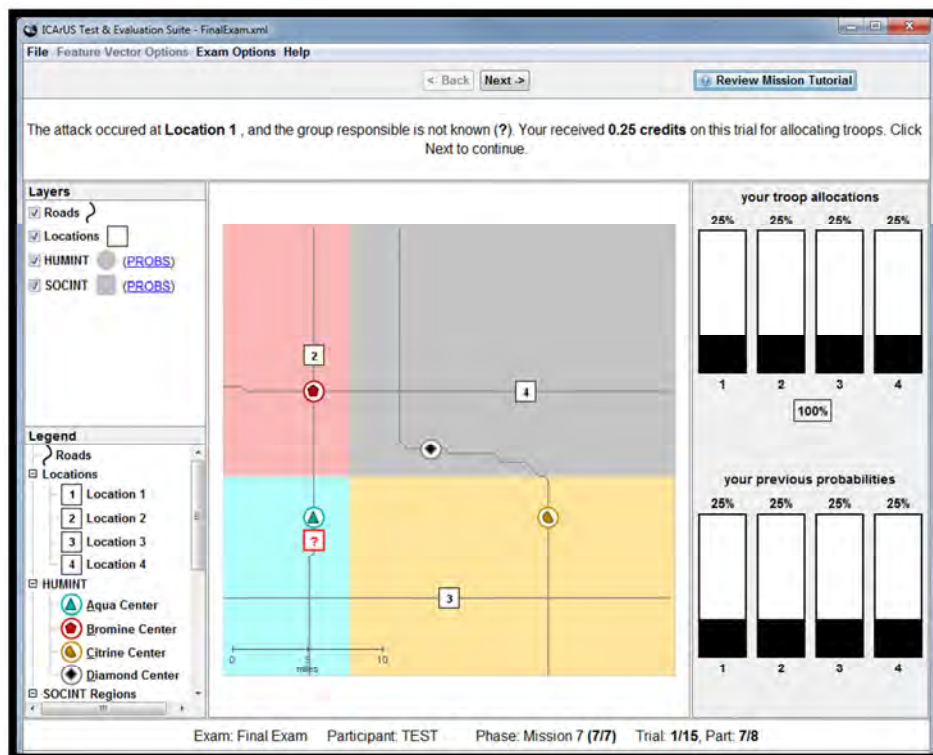 ICArUS Test & Evaluation Suite - FinalExam.xml
File Feature Vector Options Exam Options Help
< Back Next -> Review Mission Tutorial
The attack occured at Location 1 , and the group responsible is not known (?). Your received 0.25 credits on this trial for allocating troops. Click
Next to continue.
Layers
Roads
Locations
HUMINT (PROBS)
SOCINT (PROBS)
Legend
Roads
Locations
1 Location 1
2 Location 2
3 Location 3
4 Location 4
HUMINT
Aqua Center
Bromine Center
Citrine Center
Diamond Center
SOCINT Regions
2
4
?
3
0 5 10
miles
your troop allocations
25% 25% 25% 25%
1 2 3 4
100%
your previous probabilities
25% 25% 25% 25%
1 2 3 4
Exam: Final Exam Participant: TEST Phase: Mission 7 (7/7) Trial: 1/15, Part: 7/8